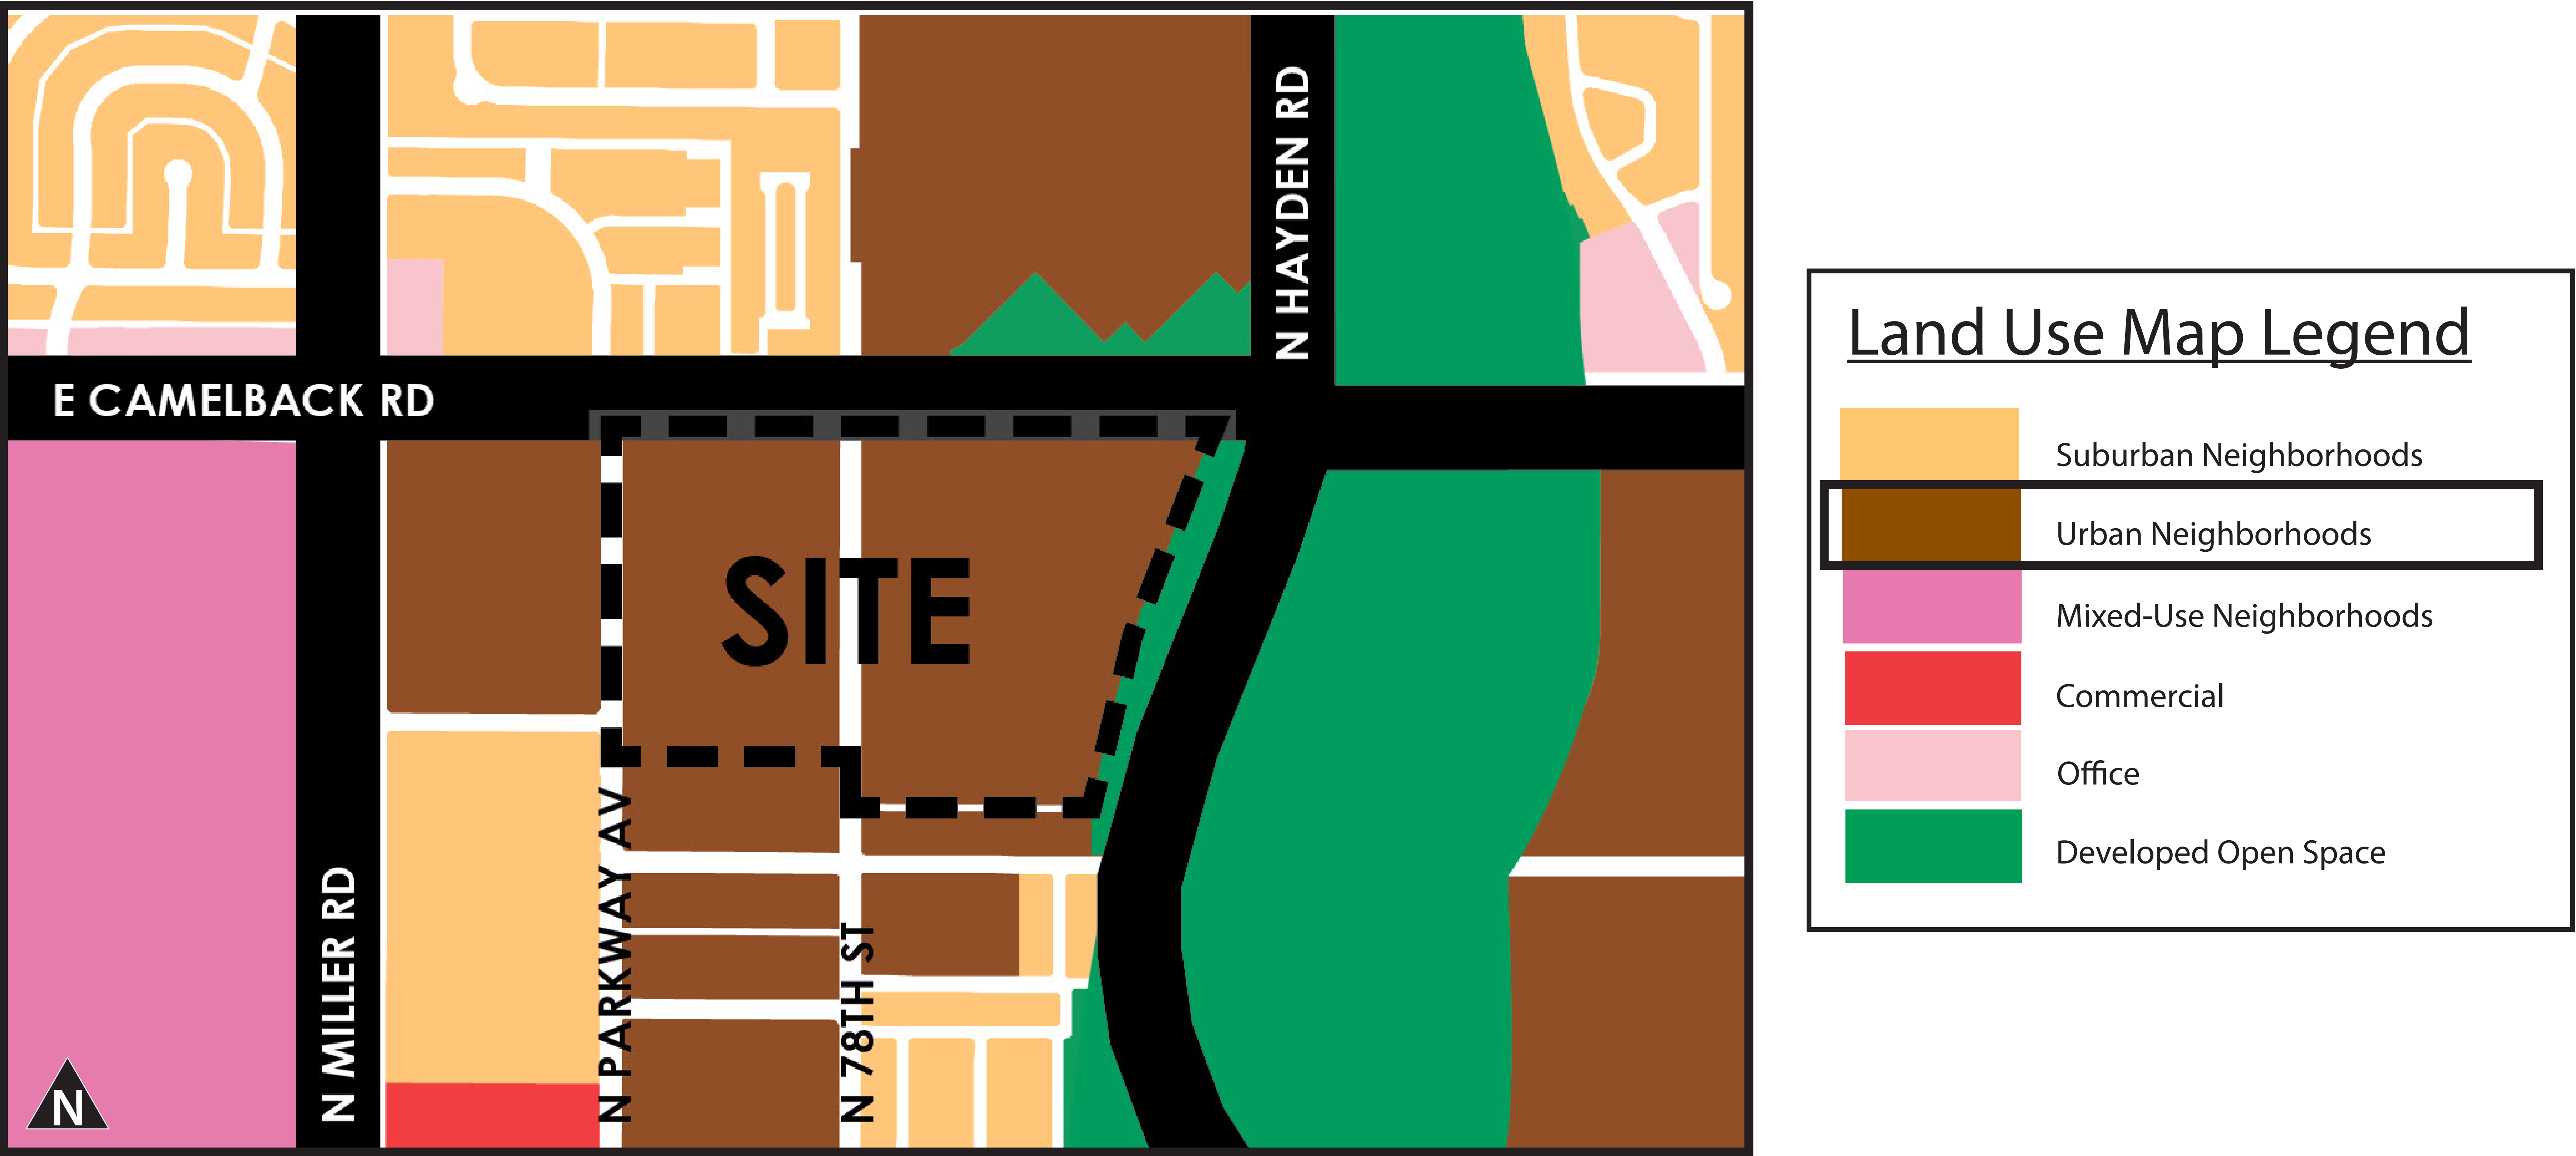 N HAYDEN RD
E CAMELBACK RD
SITE
N MILLER RD
N PARKWAY AV
N 78TH ST
N
Land Use Map Legend
Suburban Neighborhoods
Urban Neighborhoods
Mixed-Use Neighborhoods
Commercial
Office
Developed Open Space